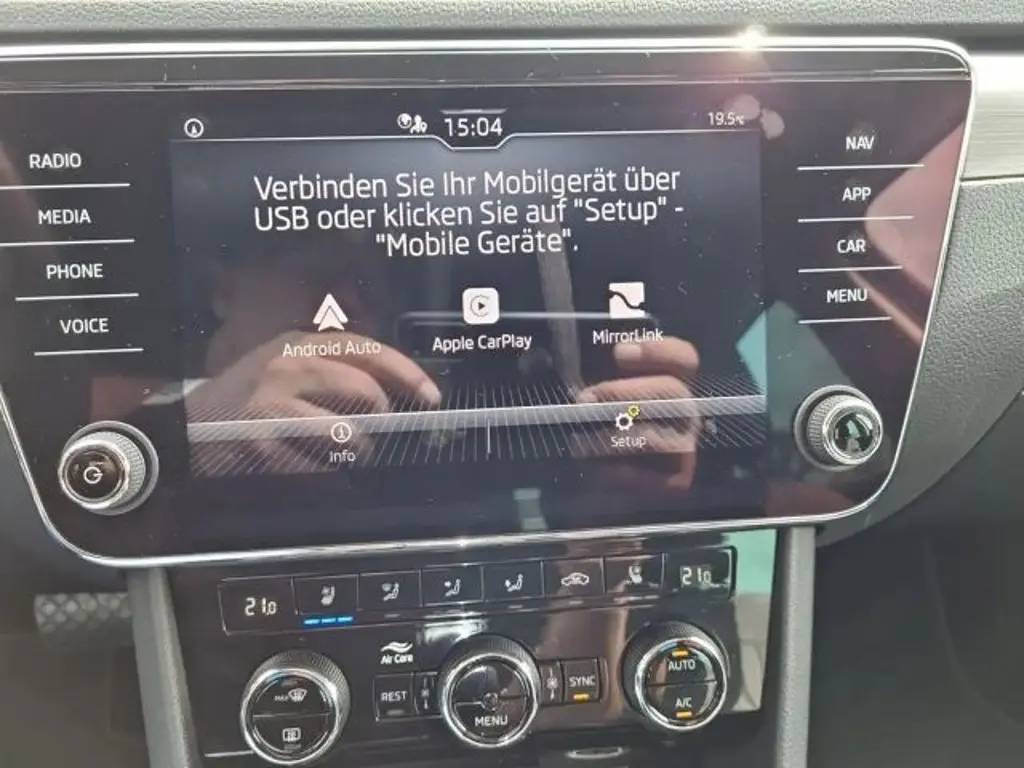 15:04
19.5°C
RADIO
MEDIA
PHONE
VOICE
Verbinden Sie Ihr Mobilgerät über
USB oder klicken Sie auf "Setup" -
"Mobile Geräte".
Android Auto
Apple CarPlay
MirrorLink
Info
Setup
NAV
APP
CAR
MENU
21.0
21.0
Air Care
MAX
REST
MENU
SYNC
AUTO
A/C